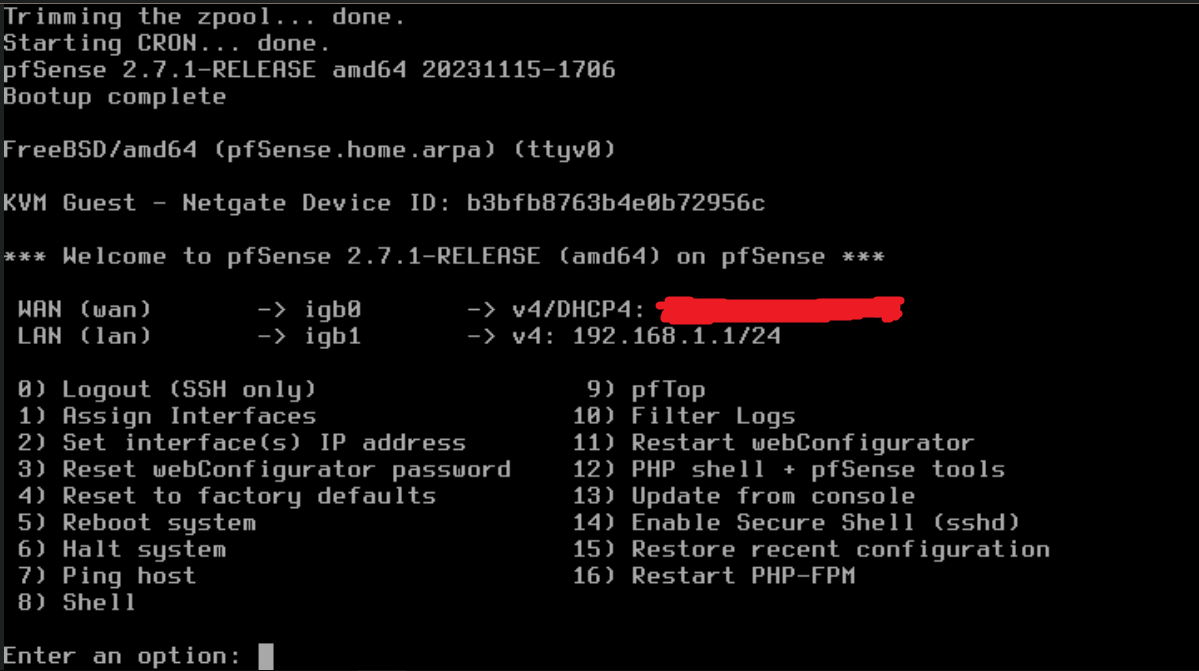 Trimming the zpool... done.
Starting CRON... done.
pfSense 2.7.1-RELEASE amd64 20231115-1706
Bootup complete
FreeBSD/amd64 (pfSense.home.arpa) (ttyv0)
KVM Guest - Netgate Device ID: b3bfb8763b4e0b72956c
*** Welcome to pfSense 2.7.1-RELEASE (amd64) on pfSense ***
WAN (wan) -> igb0 -> v4/DHCP4:
LAN (lan) -> igb1 -> v4: 192.168.1.1/24
0) Logout (SSH only) 9) pfTop
1) Assign Interfaces 10) Filter Logs
2) Set interface(s) IP address 11) Restart webConfigurator
3) Reset webConfigurator password 12) PHP shell + pfSense tools
4) Reset to factory defaults 13) Update from console
5) Reboot system 14) Enable Secure Shell (sshd)
6) Halt system 15) Restore recent configuration
7) Ping host 16) Restart PHP-FPM
8) Shell
Enter an option: